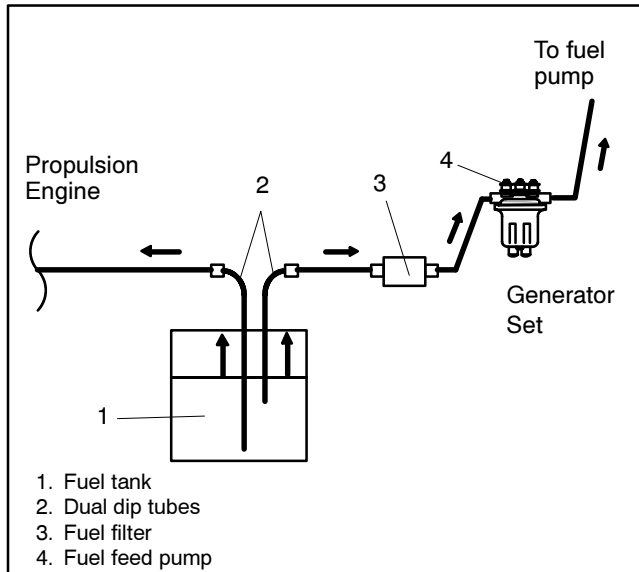 To fuel
pump
Propulsion
Engine
2
3
4
Generator
Set
1
1. Fuel tank
2. Dual dip tubes
3. Fuel filter
4. Fuel feed pump